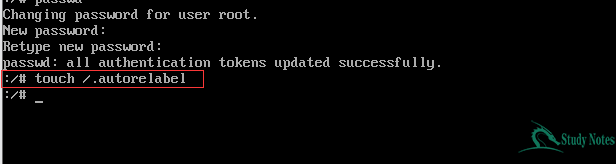 :/# passwd
Changing password for user root.
New password:
Retype new password:
passwd: all authentication tokens updated successfully.
:/# touch /.autorelabel
:/# _
Study Notes